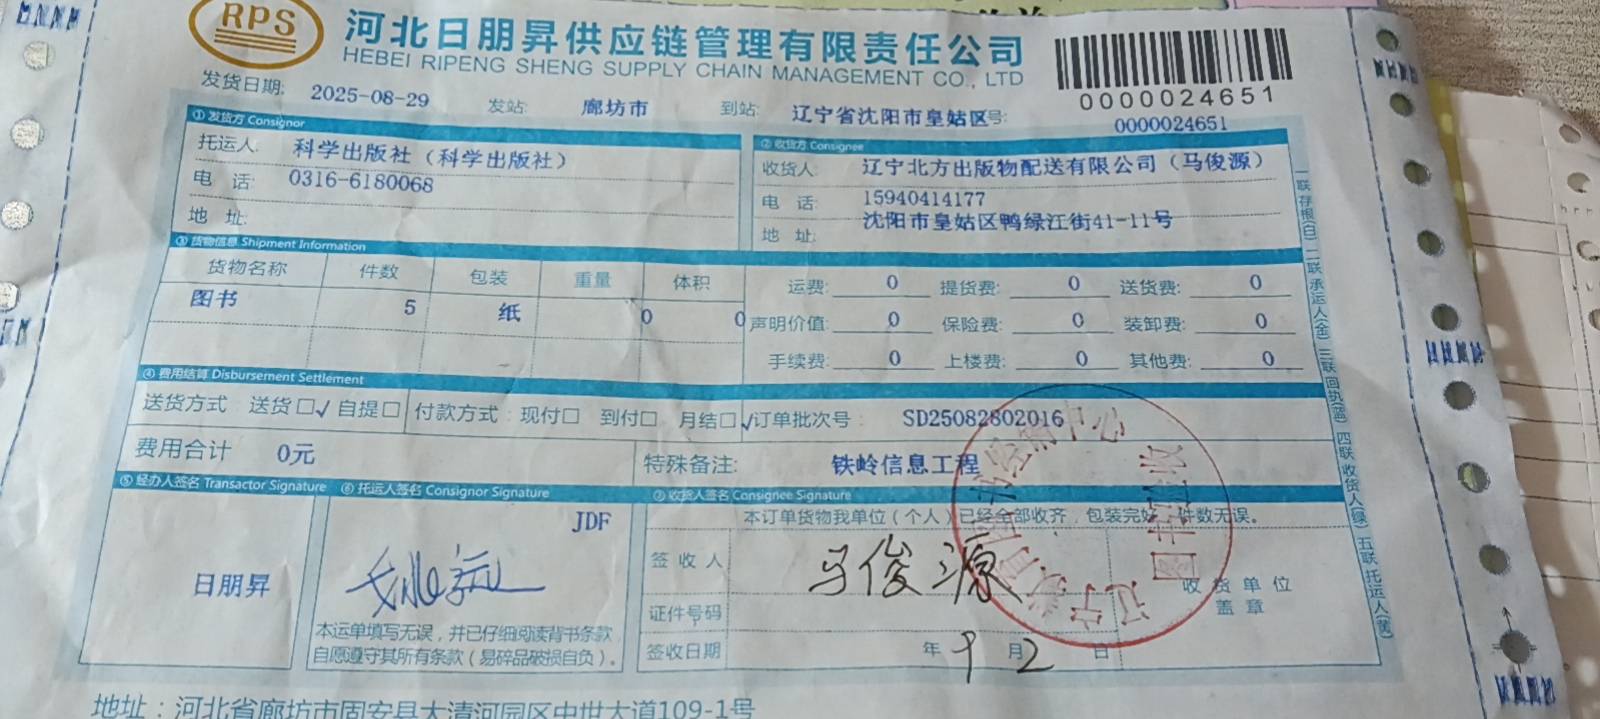 RPS
河北日朋昇供应链管理有限责任公司
HEBEI RIPENG SHENG SUPPLY CHAIN MANAGEMENT CO., LTD
0000024651
发货日期: 2025-08-29 发站: 廊坊市 到站: 辽宁省沈阳市皇姑区 号: 0000024651
① 发货方 Consignor
托运人: 科学出版社（科学出版社）
电 话: 0316-6180068
地 址:
② 收货方 Consignee
收货人: 辽宁北方出版物配送有限公司（马俊源）
电 话: 15940414177
地 址: 沈阳市皇姑区鸭绿江街41-11号
③ 货物信息 Shipment Information
货物名称 件数 包装 重量 体积
图书 5 纸 0 0
运费: 0 提货费: 0 送货费: 0
声明价值: 0 保险费: 0 装卸费: 0
手续费: 0 上楼费: 0 其他费: 0
④ 费用结算 Disbursement Settlement
送货方式 送货□√ 自提□ 付款方式: 现付□ 到付□ 月结□√ 订单批次号: SD25082802016
费用合计 0元 特殊备注: 铁岭信息工程
⑤ 经办人签名 Transactor Signature
日朋昇
⑥ 托运人签名 Consignor Signature
JDF
本运单填写无误，并已仔细阅读背书条款，
自愿遵守其所有条款（易碎品破损自负）。
⑦ 收货人签名 Consignee Signature
本订单货物我单位（个人）已经全部收齐，包装完好，件数无误。
签 收 人 马俊源
证件号码
签收日期 年 9 月 2 日
收 货 单 位
盖 章
图书验收
一联存根(白) 二联承运人(金) 三联回执(蓝) 四联收货人(绿) 五联托运人(黄)
地址：河北省廊坊市固安县大清河园区中世大道109-1号